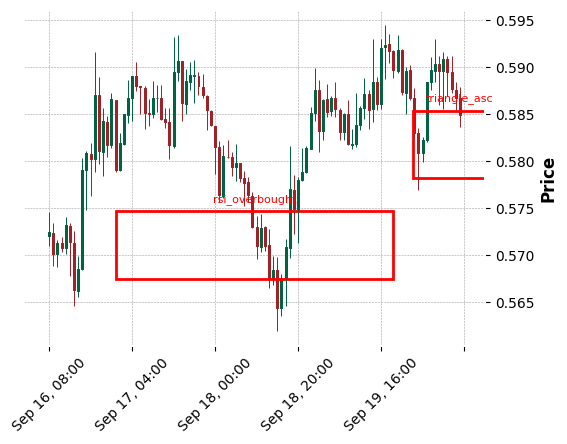 0.595
0.590
triangle_asc
0.585
0.580
Price
rsi_overbought
0.575
0.570
0.565
Sep 16, 08:00
Sep 17, 04:00
Sep 18, 00:00
Sep 18, 20:00
Sep 19, 16:00